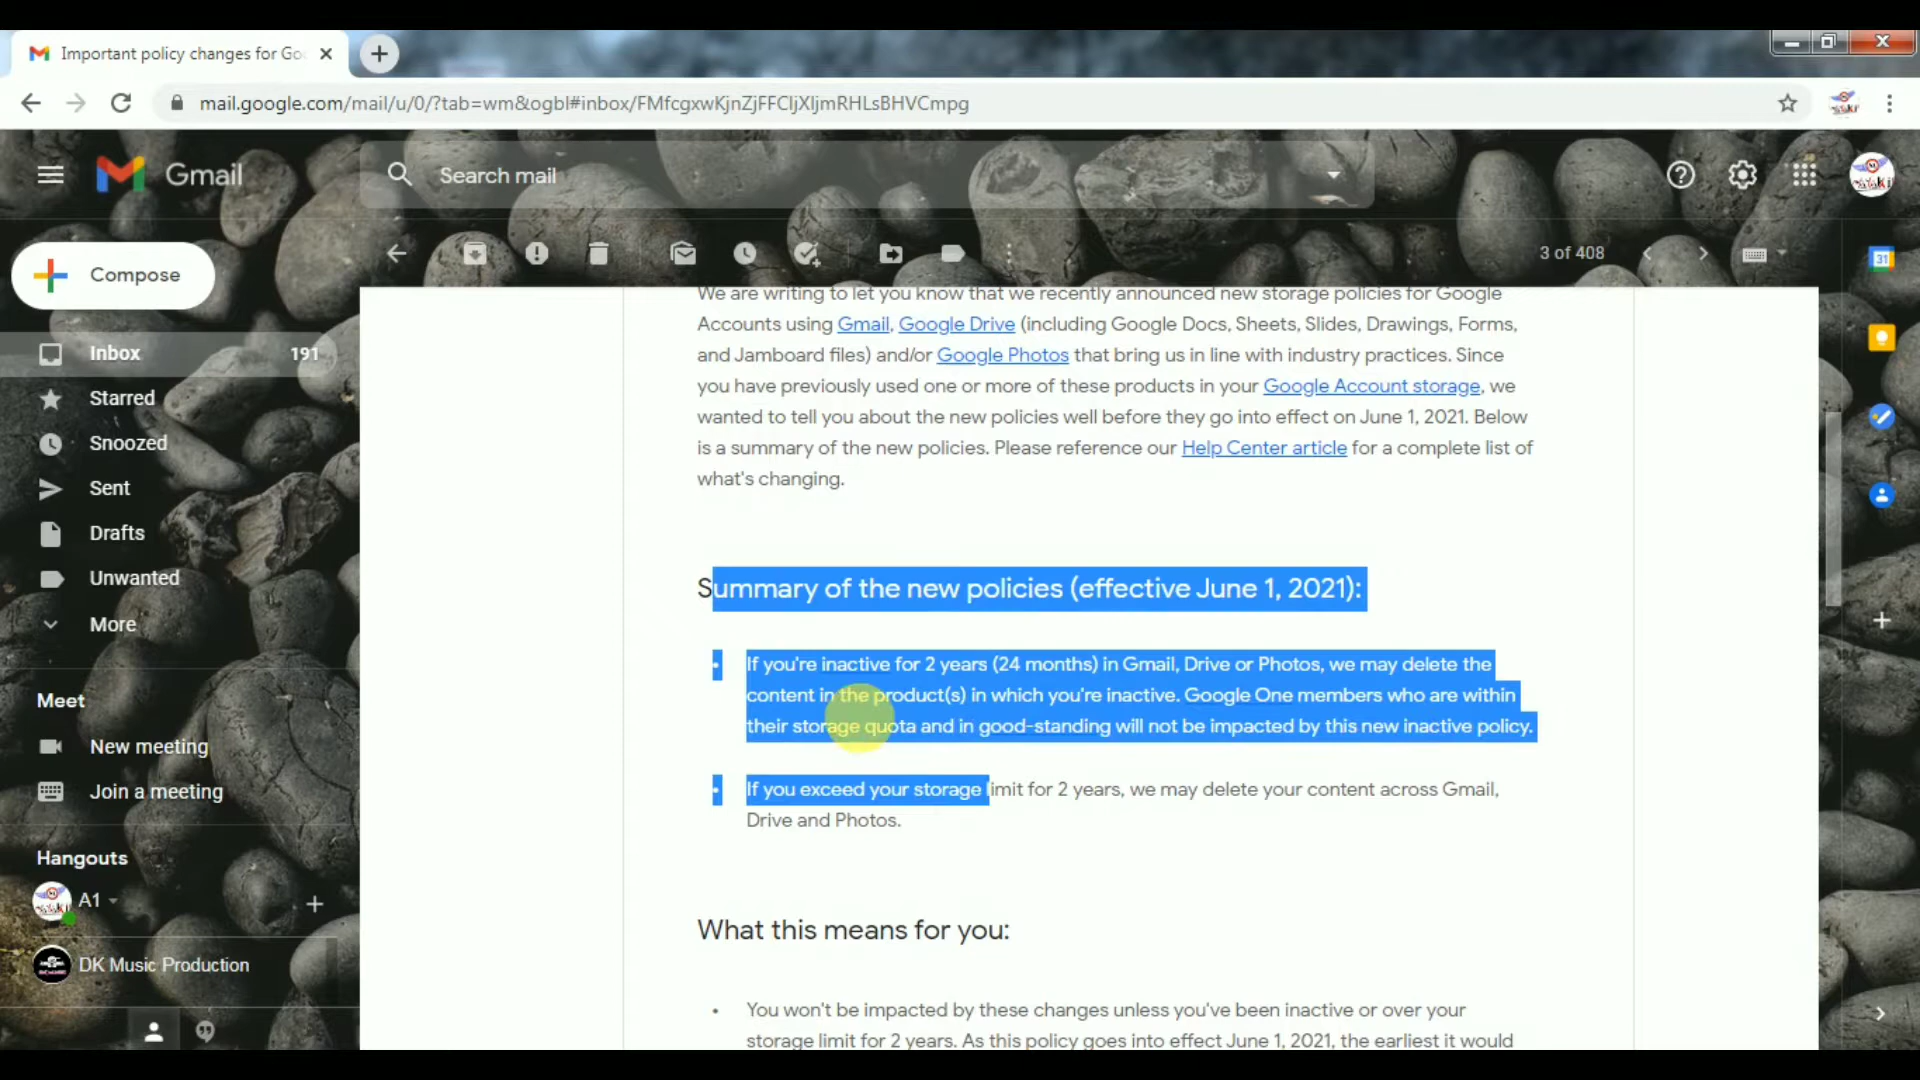 Important policy changes for Go
mail.google.com/mail/u/0/?tab=wm&ogbl#inbox/FMfcgxwKjnZjFFCljXljmRHLsBHVCmpg
Gmail
Search mail
Compose
3 of 408
Inbox 191
Starred
Snoozed
Sent
Drafts
Unwanted
More
Meet
New meeting
Join a meeting
Hangouts
A1
DK Music Production
We are writing to let you know that we recently announced new storage policies for Google
Accounts using Gmail, Google Drive (including Google Docs, Sheets, Slides, Drawings, Forms,
and Jamboard files) and/or Google Photos that bring us in line with industry practices. Since
you have previously used one or more of these products in your Google Account storage, we
wanted to tell you about the new policies well before they go into effect on June 1, 2021. Below
is a summary of the new policies. Please reference our Help Center article for a complete list of
what's changing.
Summary of the new policies (effective June 1, 2021):
• If you're inactive for 2 years (24 months) in Gmail, Drive or Photos, we may delete the
content in the product(s) in which you're inactive. Google One members who are within
their storage quota and in good-standing will not be impacted by this new inactive policy.
• If you exceed your storage limit for 2 years, we may delete your content across Gmail,
Drive and Photos.
What this means for you:
• You won't be impacted by these changes unless you've been inactive or over your
storage limit for 2 years. As this policy goes into effect June 1, 2021, the earliest it would
31